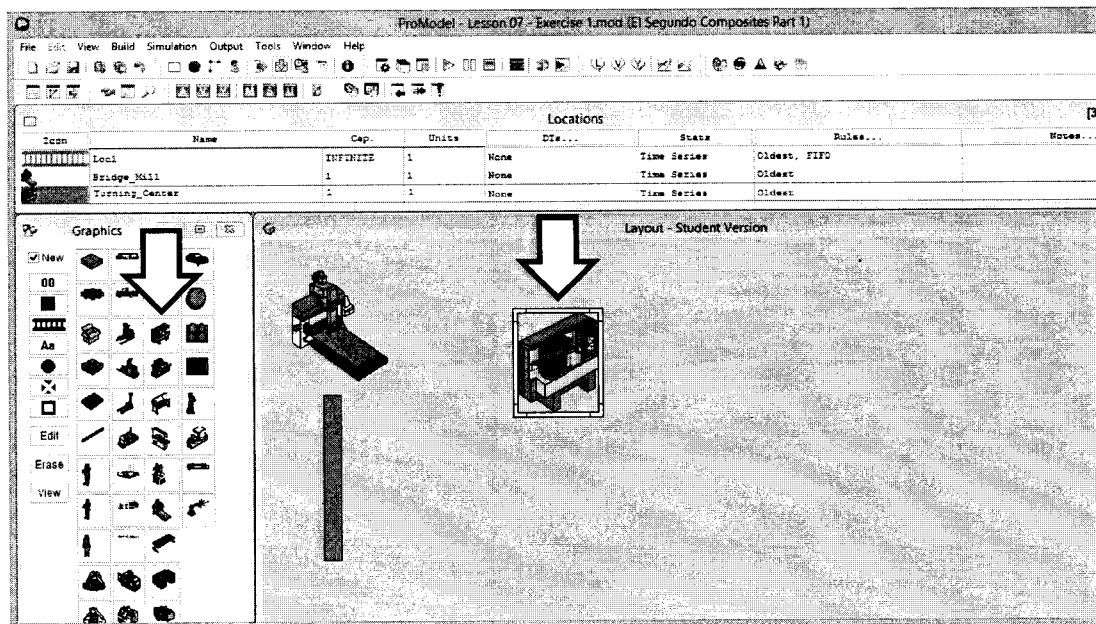 ProModel - Lesson 07 - Exercise 1.mod (El Segundo Composites Part 1)
File Edit View Build Simulation Output Tools Window Help
Locations
[3
Icon Name Cap. Units DTs... Stats Rules... Notes...
Loc1 INFINITE 1 None Time Series Oldest, FIFO
Bridge_Mill 1 1 None Time Series Oldest
Turning_Center 1 1 None Time Series Oldest
Graphics
Layout - Student Version
New
00
Aa
Edit
Erase
View